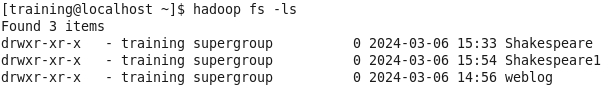 [training@localhost ~]$ hadoop fs -ls
Found 3 items
drwxr-xr-x   - training supergroup          0 2024-03-06 15:33 Shakespeare
drwxr-xr-x   - training supergroup          0 2024-03-06 15:54 Shakespeare1
drwxr-xr-x   - training supergroup          0 2024-03-06 14:56 weblog